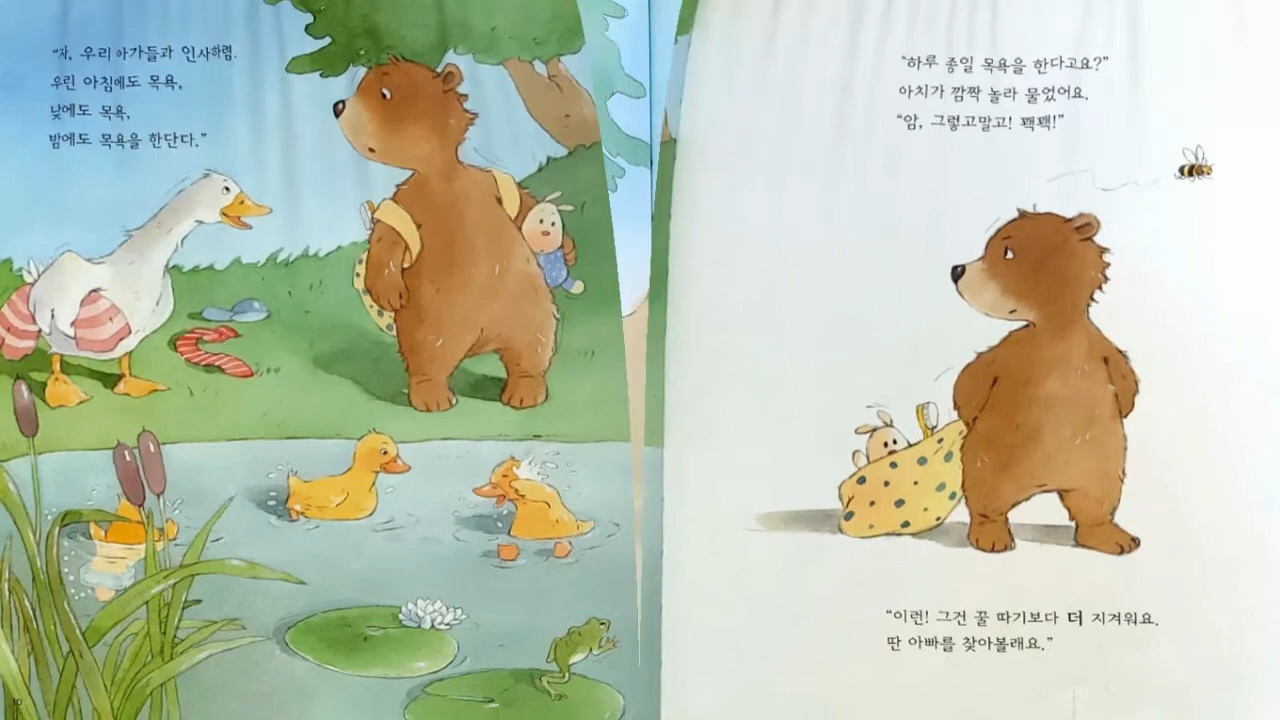 “자, 우리 아가들과 인사하렴.
우린 아침에도 목욕,
낮에도 목욕,
밤에도 목욕을 한단다.”
10
“하루 종일 목욕을 한다고요?”
아치가 깜짝 놀라 물었어요.
“암, 그렇고말고! 꽥꽥!”
“이런! 그건 꿀 따기보다 더 지겨워요.
딴 아빠를 찾아볼래요.”